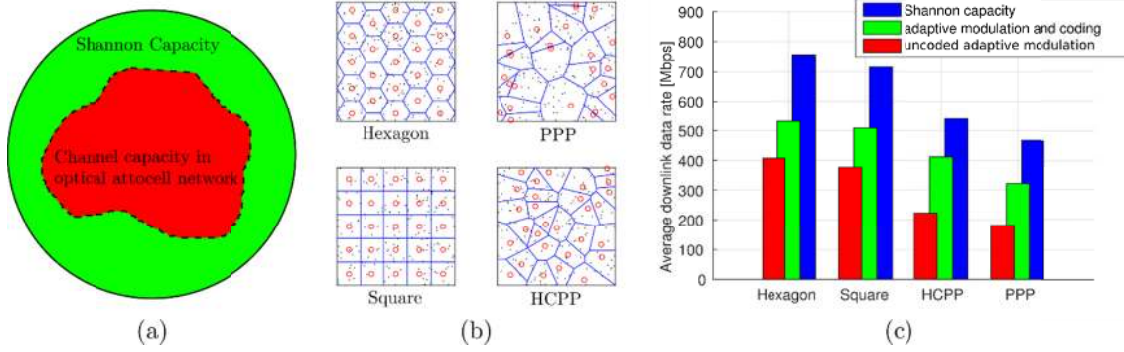 Shannon Capacity
Channel capacity in
optical attocell network
(a)
Hexagon
PPP
Square
HCPP
(b)
900
800
700
600
500
400
300
200
100
0
Average downlink data rate [Mbps]
Shannon capacity
adaptive modulation and coding
uncoded adaptive modulation
Hexagon
Square
HCPP
PPP
(c)